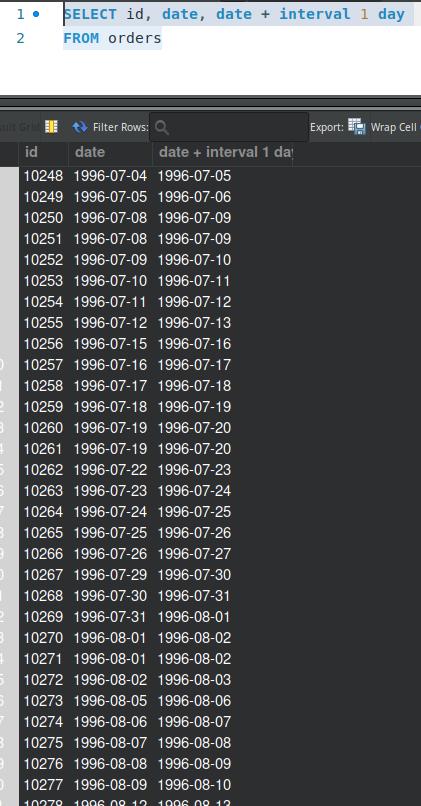 1 SELECT id, date, date + interval 1 day
2 FROM orders
Filter Rows: Export: Wrap Cell
id date date + interval 1 day
10248 1996-07-04 1996-07-05
10249 1996-07-05 1996-07-06
10250 1996-07-08 1996-07-09
10251 1996-07-08 1996-07-09
10252 1996-07-09 1996-07-10
10253 1996-07-10 1996-07-11
10254 1996-07-11 1996-07-12
10255 1996-07-12 1996-07-13
10256 1996-07-15 1996-07-16
10257 1996-07-16 1996-07-17
10258 1996-07-17 1996-07-18
10259 1996-07-18 1996-07-19
10260 1996-07-19 1996-07-20
10261 1996-07-19 1996-07-20
10262 1996-07-22 1996-07-23
10263 1996-07-23 1996-07-24
10264 1996-07-24 1996-07-25
10265 1996-07-25 1996-07-26
10266 1996-07-26 1996-07-27
10267 1996-07-29 1996-07-30
10268 1996-07-30 1996-07-31
10269 1996-07-31 1996-08-01
10270 1996-08-01 1996-08-02
10271 1996-08-01 1996-08-02
10272 1996-08-02 1996-08-03
10273 1996-08-05 1996-08-06
10274 1996-08-06 1996-08-07
10275 1996-08-07 1996-08-08
10276 1996-08-08 1996-08-09
10277 1996-08-09 1996-08-10
10278 1996-08-12 1996-08-13